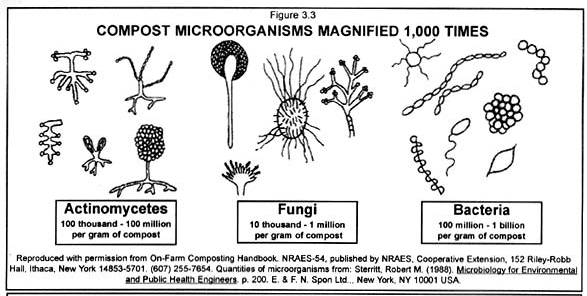 Figure 3.3
COMPOST MICROORGANISMS MAGNIFIED 1,000 TIMES
Actinomycetes
100 thousand - 100 million
per gram of compost
Fungi
10 thousand - 1 million
per gram of compost
Bacteria
100 million - 1 billion
per gram of compost
Reproduced with permission from On-Farm Composting Handbook. NRAES-54, published by NRAES, Cooperative Extension, 152 Riley-Robb
Hall, Ithaca, New York 14853-5701. (607) 255-7654. Quantities of microorganisms from: Sterritt, Robert M. (1988). Microbiology for Environmental
and Public Health Engineers. p. 200. E. & F. N. Spon Ltd., New York, NY 10001 USA.